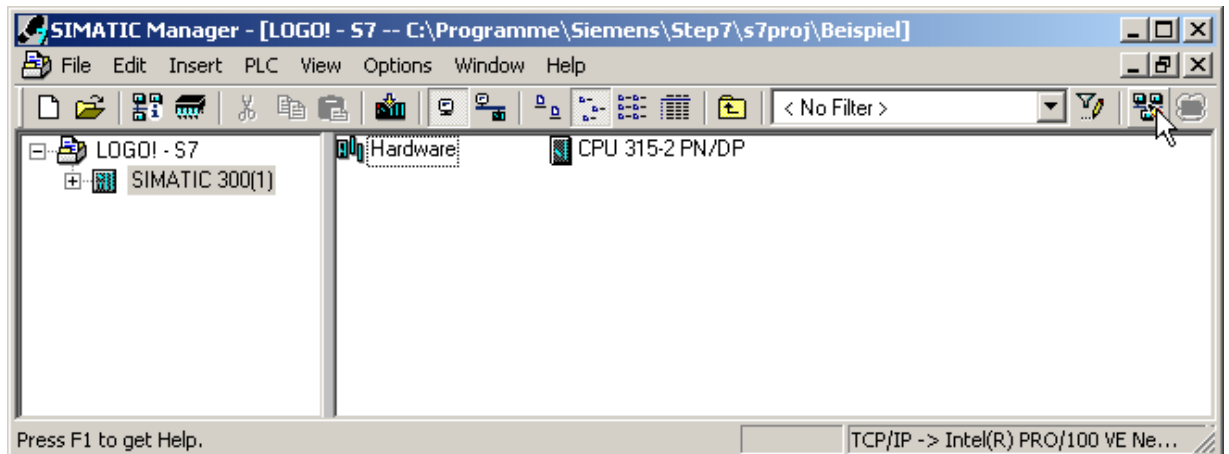 SIMATIC Manager - [LOGO! - S7 -- C:\Programme\Siemens\Step7\s7proj\Beispiel]
File Edit Insert PLC View Options Window Help
< No Filter >
LOGO! - S7
SIMATIC 300(1)
Hardware
CPU 315-2 PN/DP
Press F1 to get Help.
TCP/IP -> Intel(R) PRO/100 VE Ne...